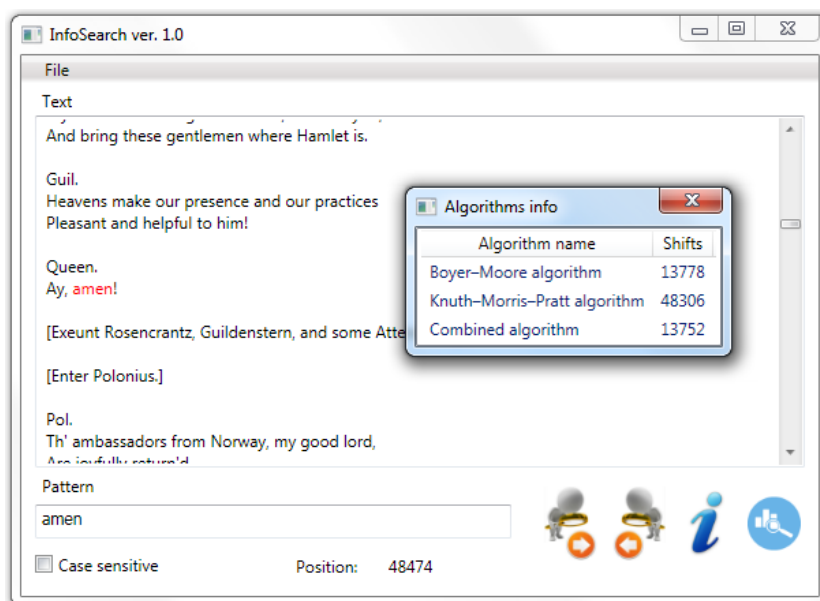 InfoSearch ver. 1.0
File
Text
And bring these gentlemen where Hamlet is.
Guil.
Heavens make our presence and our practices
Pleasant and helpful to him!
Queen.
Ay, amen!
[Exeunt Rosencrantz, Guildenstern, and some Atte
[Enter Polonius.]
Pol.
Th' ambassadors from Norway, my good lord,
Are joyfully return'd
Algorithms info
Algorithm name Shifts
Boyer–Moore algorithm 13778
Knuth–Morris–Pratt algorithm 48306
Combined algorithm 13752
Pattern
amen
Case sensitive
Position: 48474